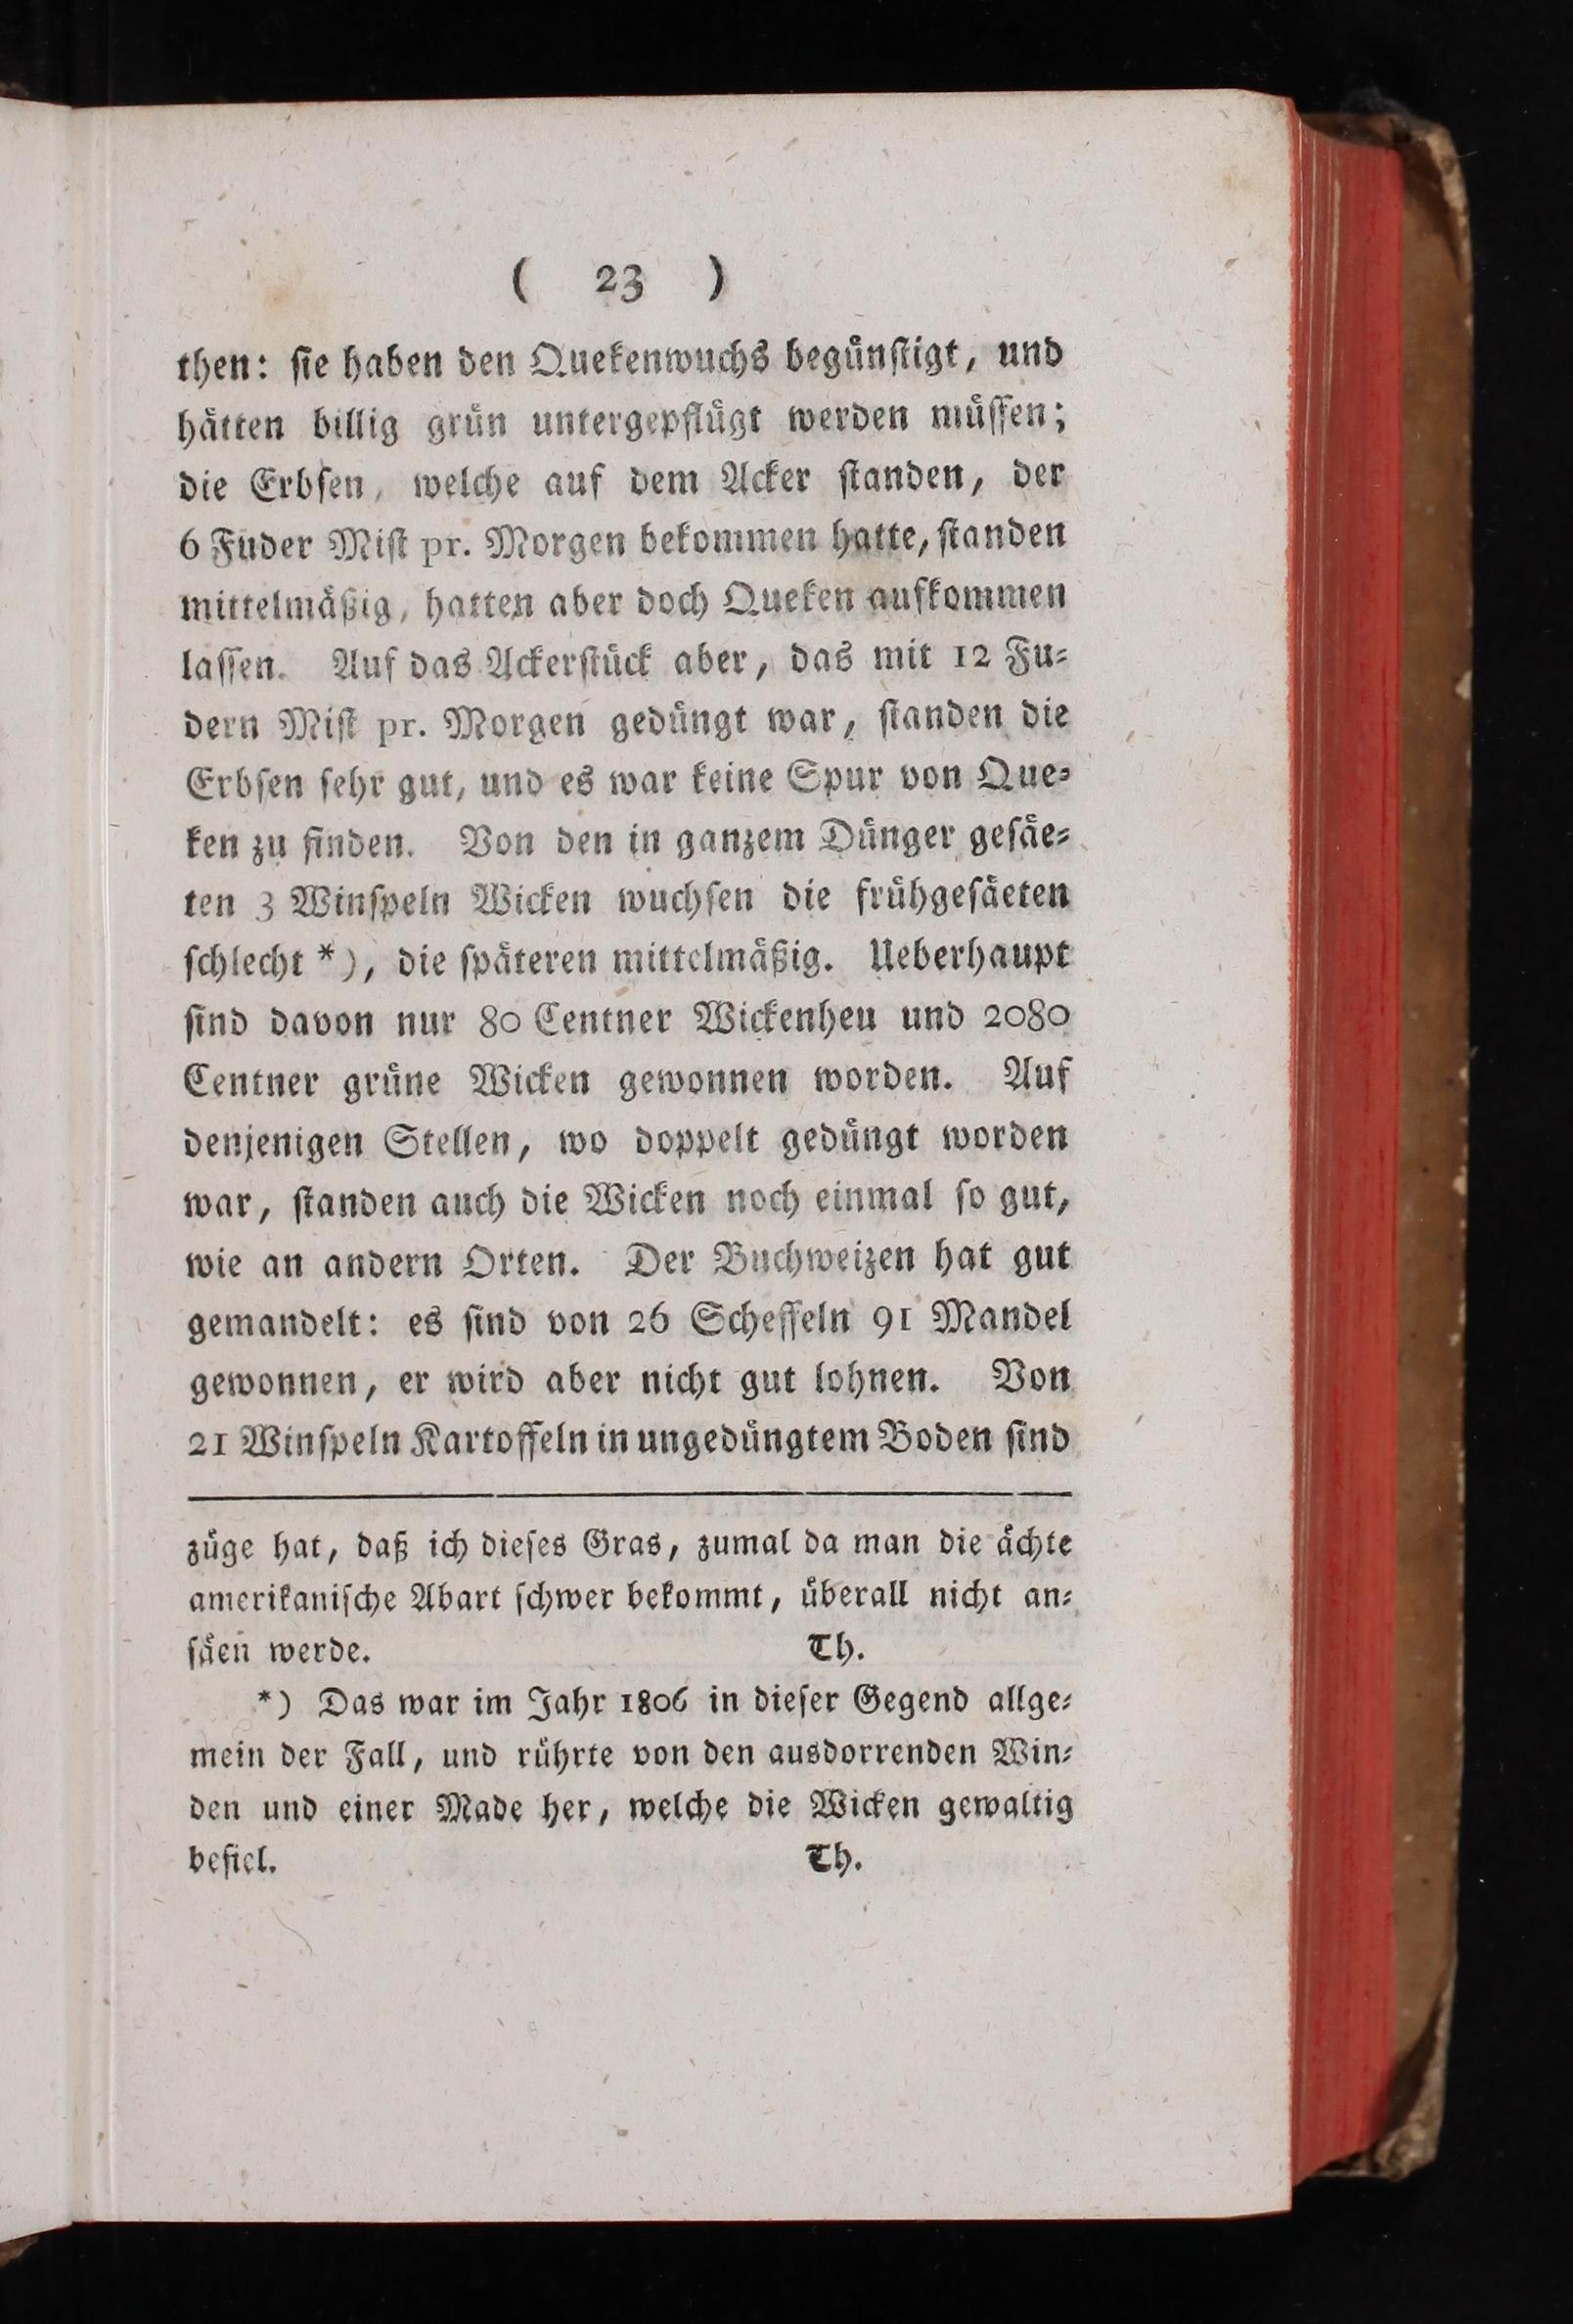 ( 23 )
then: sie haben den Quekenwuchs begünstigt, und
hätten billig grün untergepflügt werden müssen;
die Erbsen, welche auf dem Acker standen, der
6 Fuder Mist pr. Morgen bekommen hatte, standen
mittelmäßig, hatten aber doch Queken aufkommen
lassen. Auf das Ackerstück aber, das mit 12 Fu-
dern Mist pr. Morgen gedüngt war, standen die
Erbsen sehr gut, und es war keine Spur von Que-
ken zu finden. Von den in ganzem Dünger gesäe-
ten 3 Winspeln Wicken wuchsen die frühgesäeten
schlecht *), die späteren mittelmäßig. Ueberhaupt
sind davon nur 80 Centner Wickenheu und 2080
Centner grüne Wicken gewonnen worden. Auf
denjenigen Stellen, wo doppelt gedüngt worden
war, standen auch die Wicken noch einmal so gut,
wie an andern Orten. Der Buchweizen hat gut
gemandelt: es sind von 26 Scheffeln 91 Mandel
gewonnen, er wird aber nicht gut lohnen. Von
21 Winspeln Kartoffeln in ungedüngtem Boden sind
züge hat, daß ich dieses Gras, zumal da man die ächte
amerikanische Abart schwer bekommt, überall nicht an-
säen werde. Th.
*) Das war im Jahr 1806 in dieser Gegend allge-
mein der Fall, und rührte von den ausdorrenden Win-
den und einer Made her, welche die Wicken gewaltig
befiel. Th.